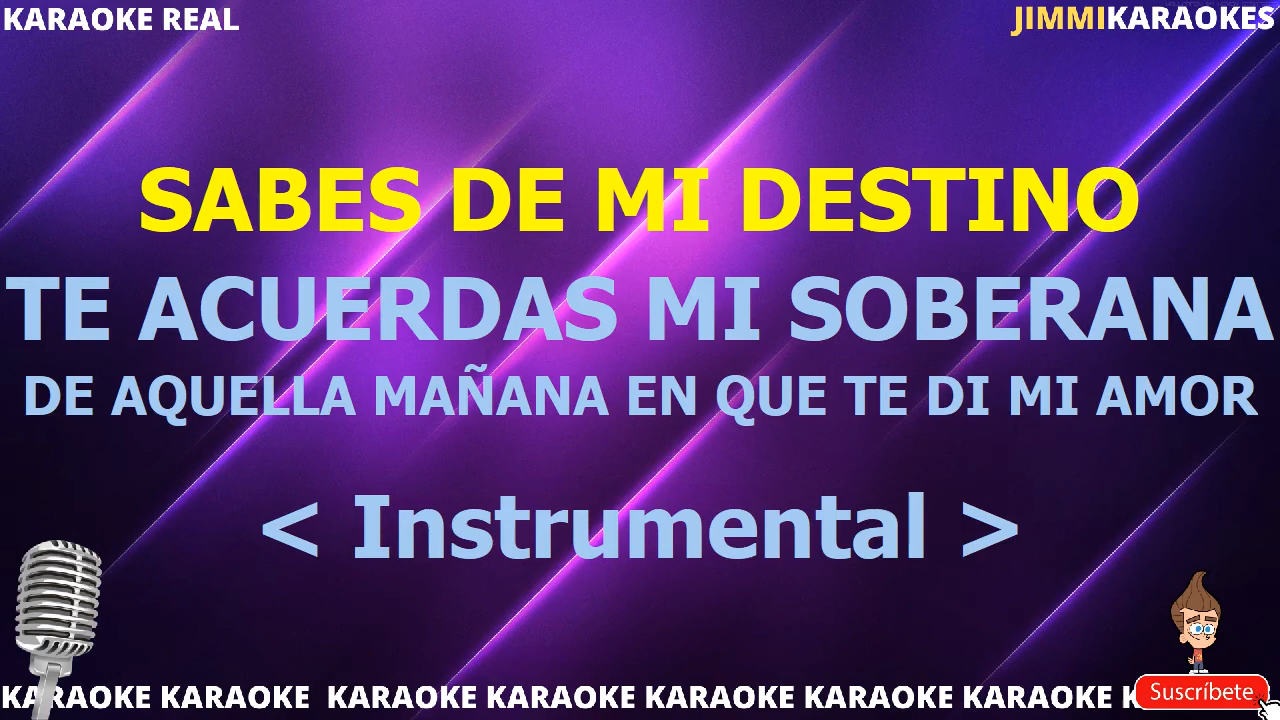 KARAOKE REAL
JIMMIKARAOKES
SABES DE MI DESTINO
TE ACUERDAS MI SOBERANA
DE AQUELLA MAÑANA EN QUE TE DI MI AMOR
< Instrumental >
KARAOKE KARAOKE KARAOKE KARAOKE KARAOKE KARAOKE KARAOKE K
Suscríbete